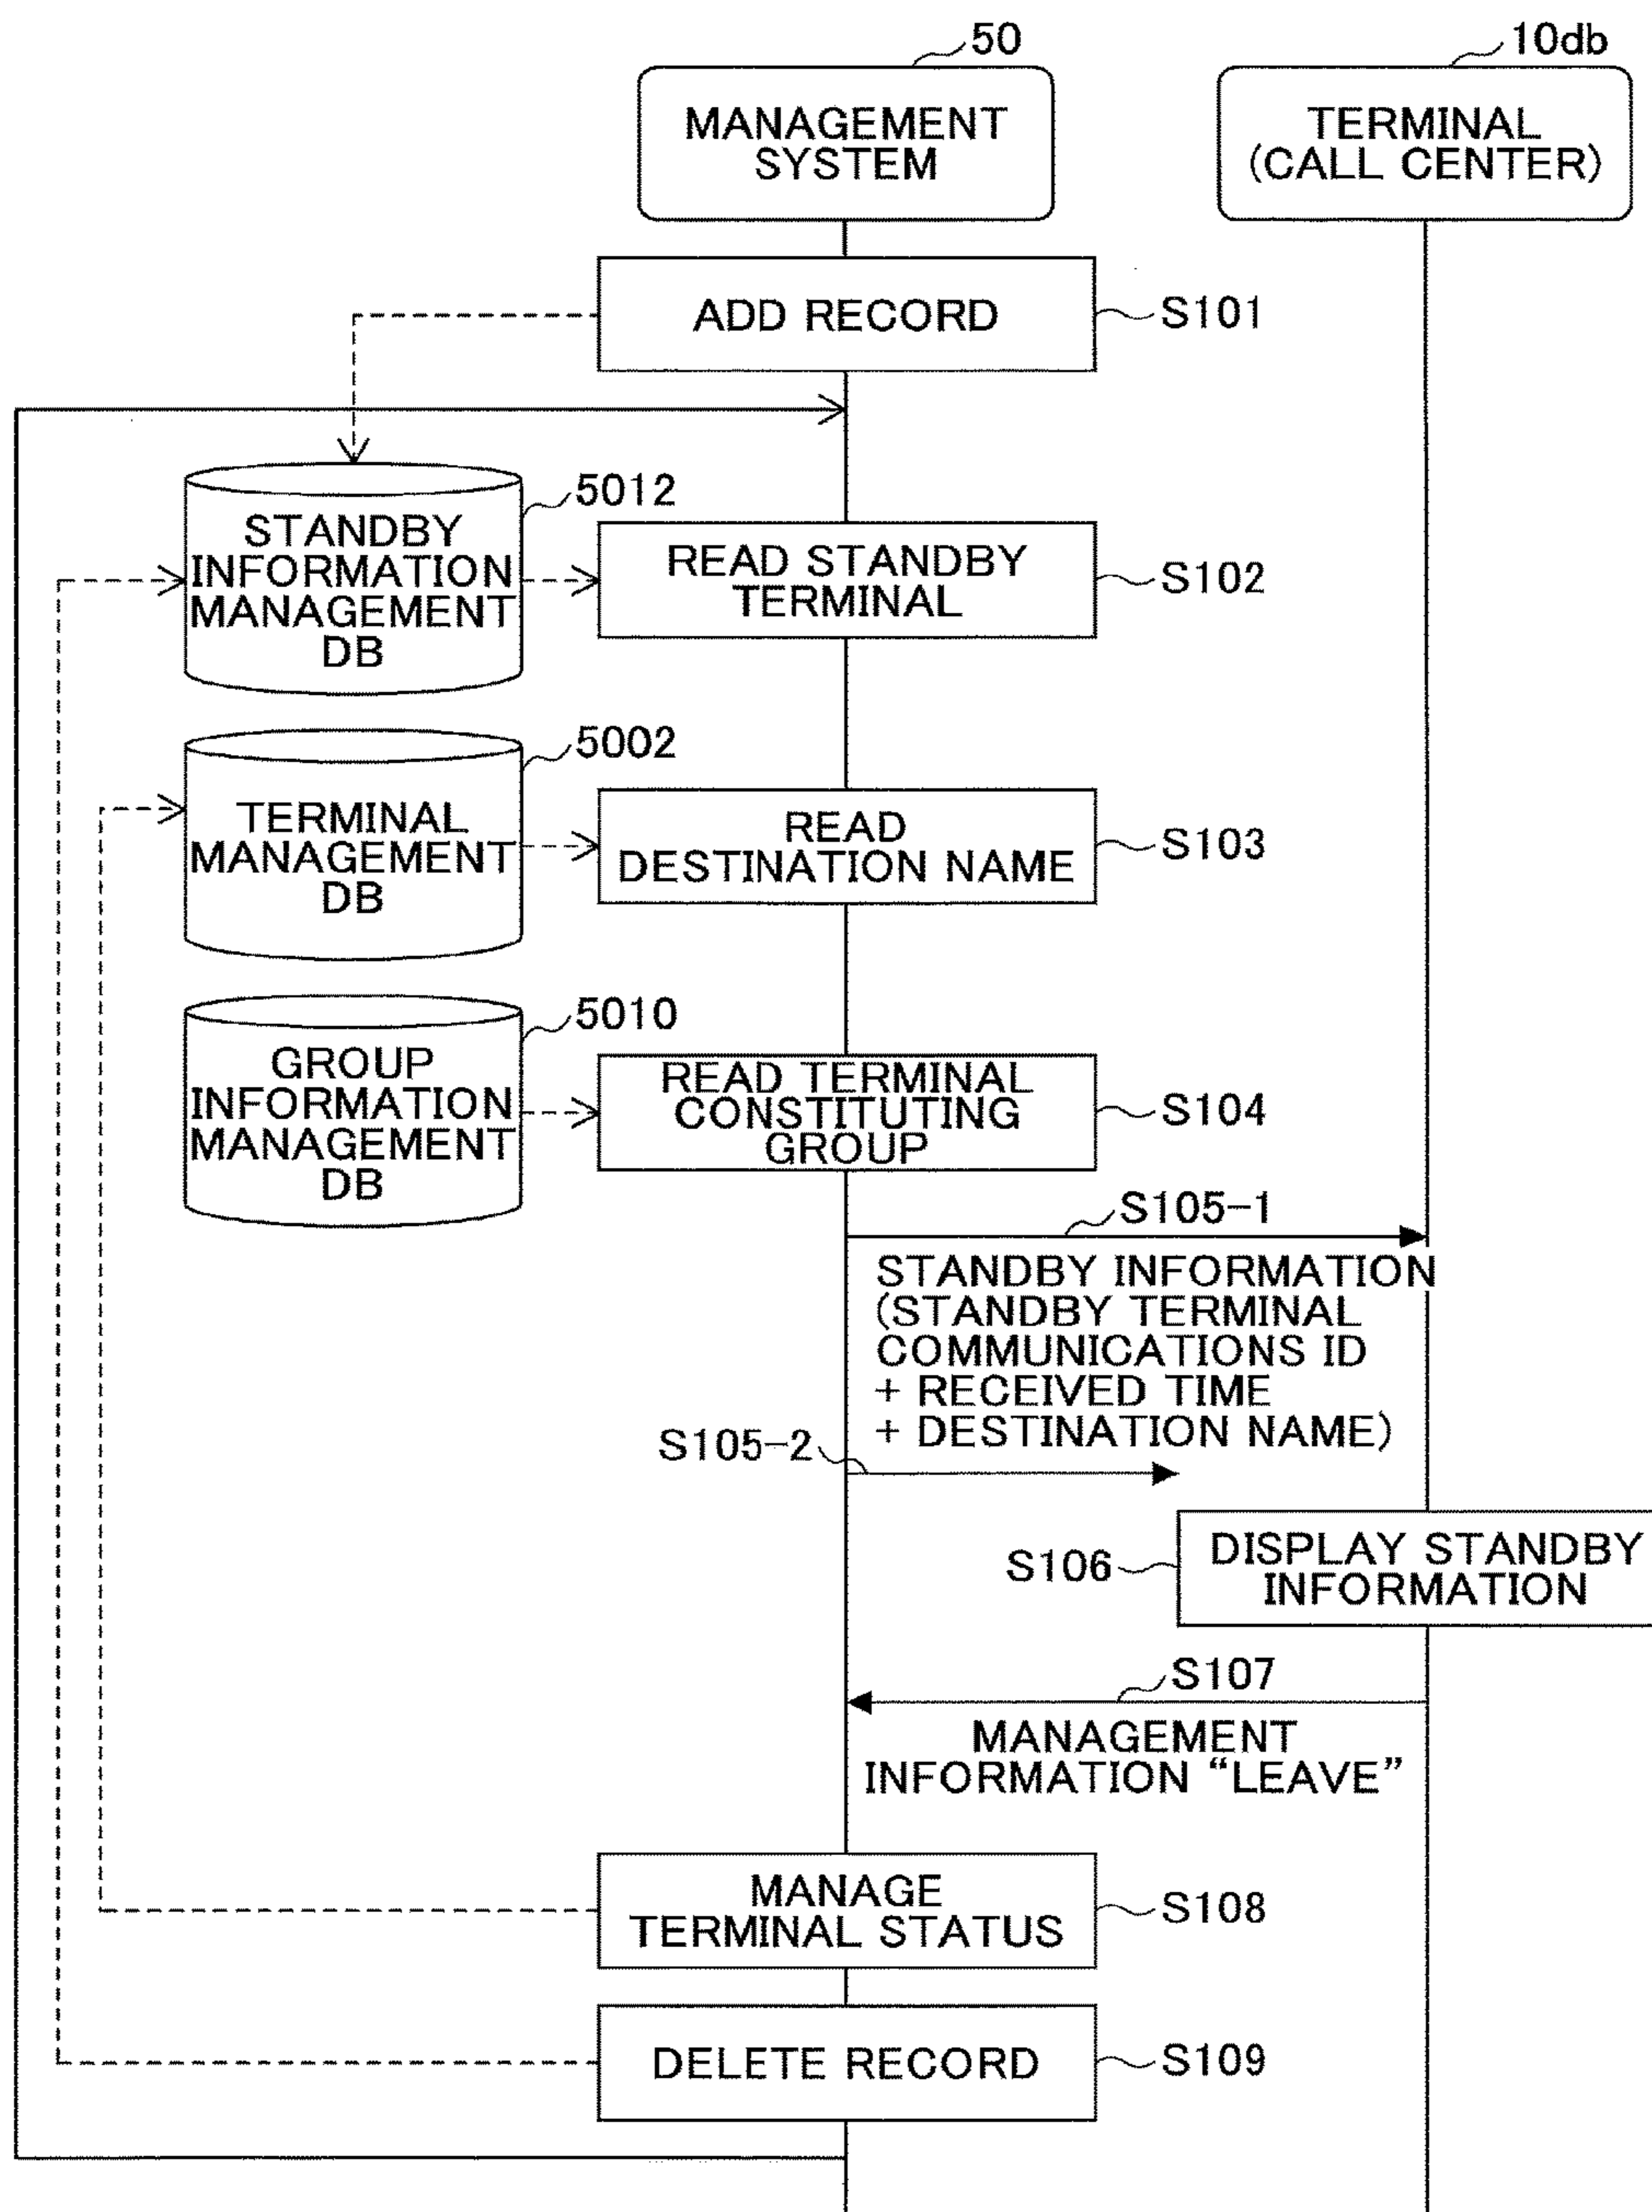 50
10db
MANAGEMENT
SYSTEM
TERMINAL
(CALL CENTER)
ADD RECORD
S101
5012
STANDBY
INFORMATION
MANAGEMENT
DB
READ STANDBY
TERMINAL
S102
5002
TERMINAL
MANAGEMENT
DB
READ
DESTINATION NAME
S103
5010
GROUP
INFORMATION
MANAGEMENT
DB
READ TERMINAL
CONSTITUTING
GROUP
S104
S105-1
STANDBY INFORMATION
(STANDBY TERMINAL
COMMUNICATIONS ID
+ RECEIVED TIME
+ DESTINATION NAME)
S105-2
DISPLAY STANDBY
INFORMATION
S106
S107
MANAGEMENT
INFORMATION “LEAVE”
MANAGE
TERMINAL STATUS
S108
DELETE RECORD
S109